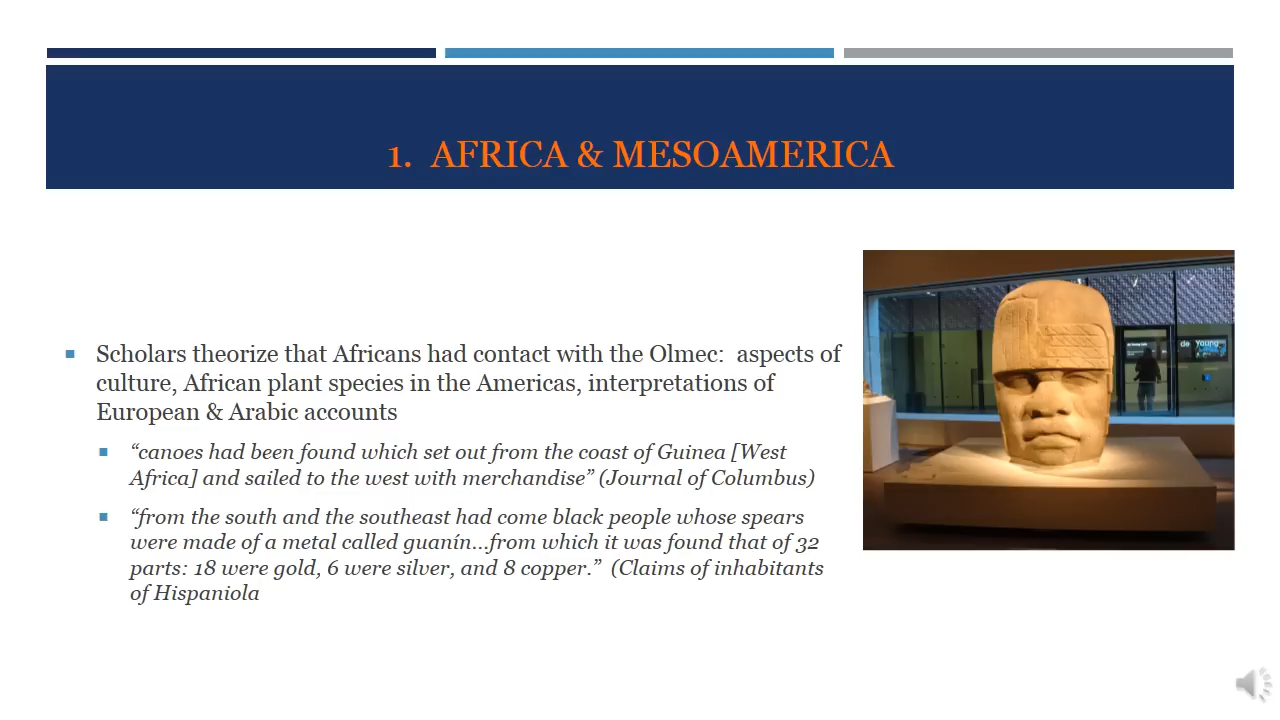 1. AFRICA & MESOAMERICA
Scholars theorize that Africans had contact with the Olmec: aspects of
culture, African plant species in the Americas, interpretations of
European & Arabic accounts
“canoes had been found which set out from the coast of Guinea [West
Africa] and sailed to the west with merchandise” (Journal of Columbus)
“from the south and the southeast had come black people whose spears
were made of a metal called guanín...from which it was found that of 32
parts: 18 were gold, 6 were silver, and 8 copper.” (Claims of inhabitants
of Hispaniola
de Young